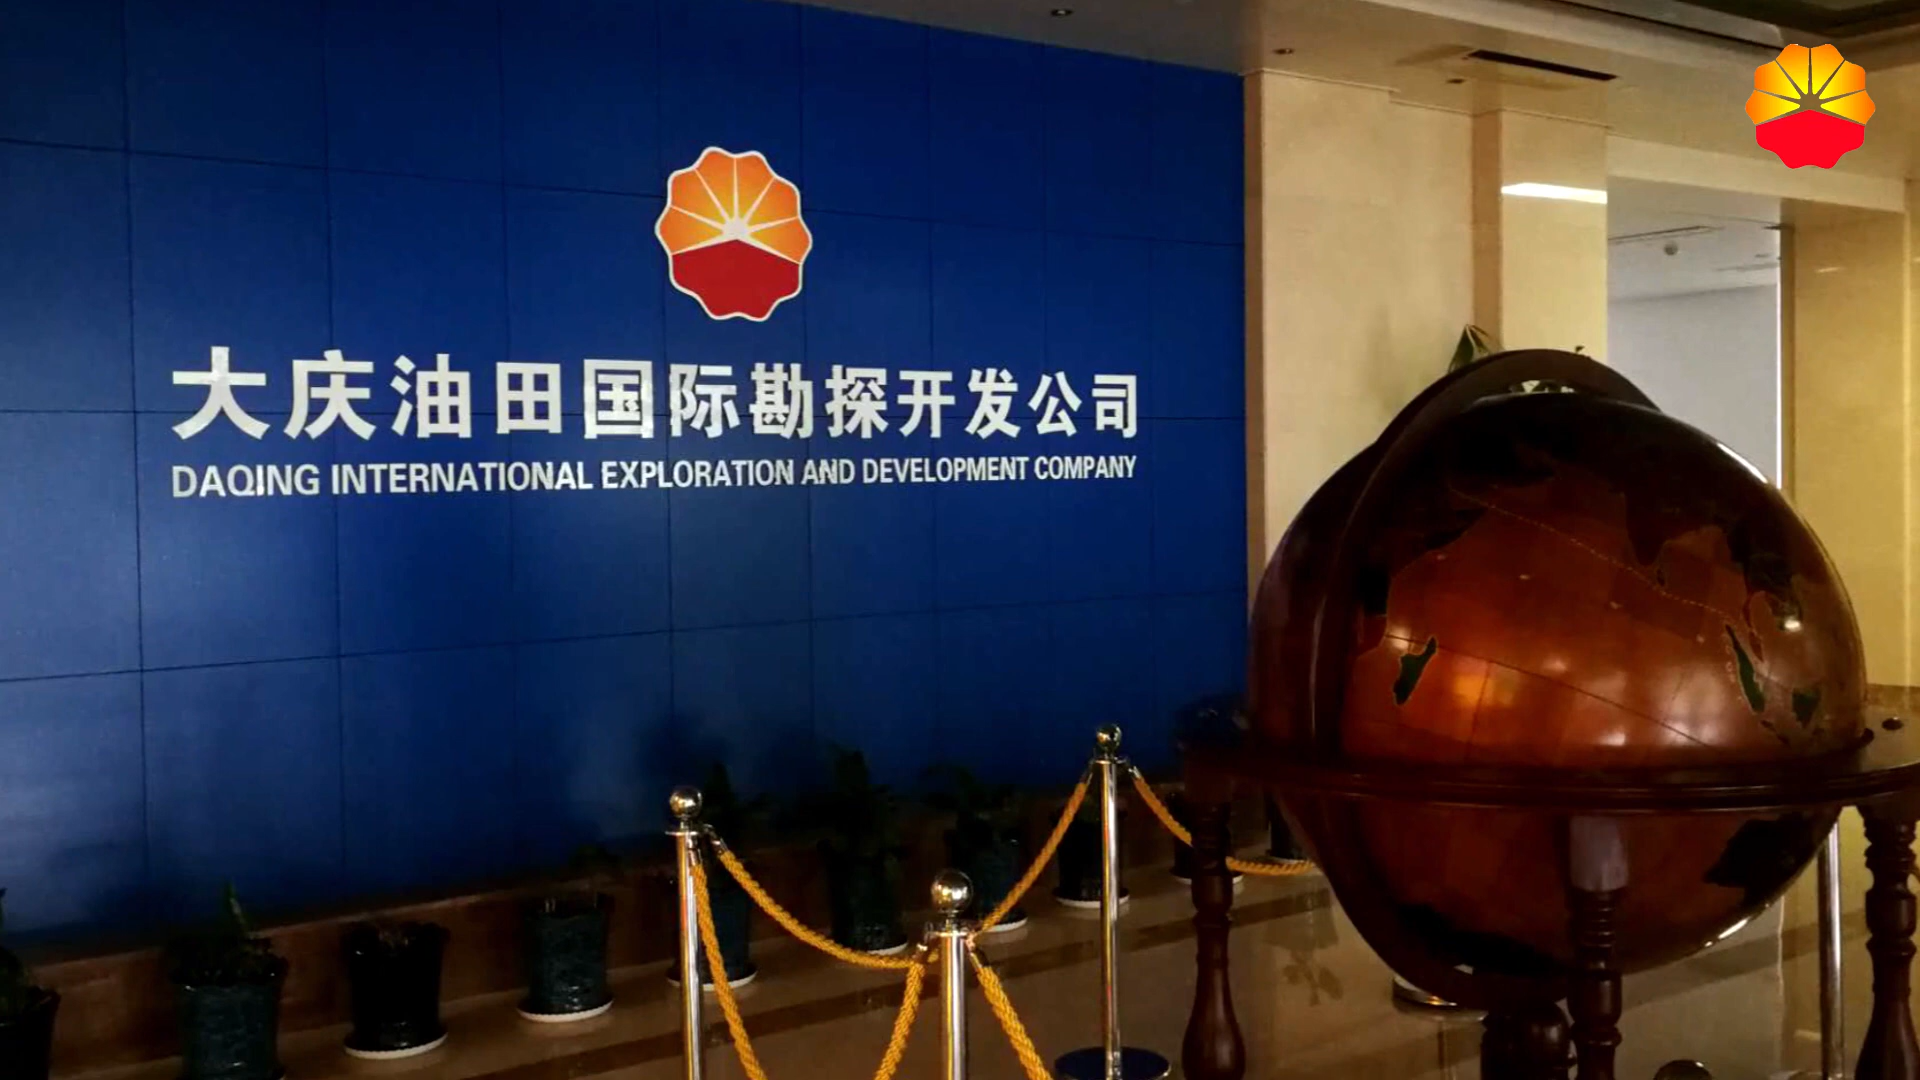 大庆油田国际勘探开发公司
DAQING INTERNATIONAL EXPLORATION AND DEVELOPMENT COMPANY